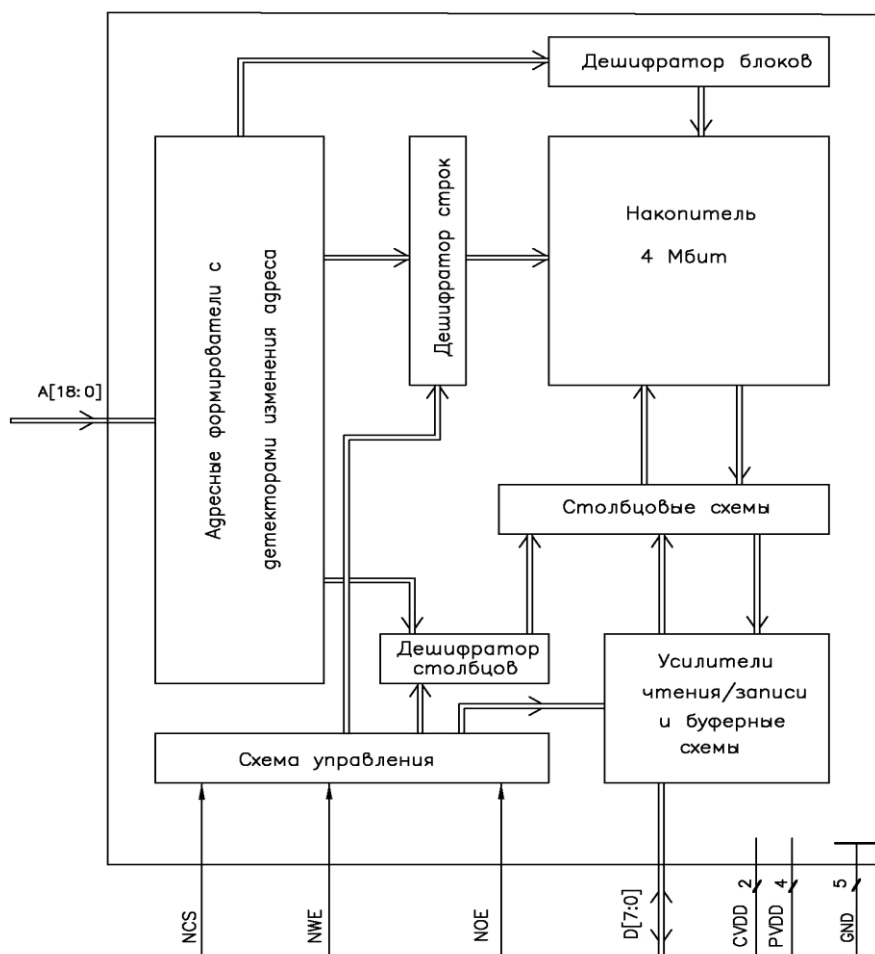 Дешифратор блоков
Адресные формирователи с
детекторами изменения адреса
Дешифратор строк
Накопитель
4 Мбит
A[18:0]
Столбцовые схемы
Дешифратор
столбцов
Усилители
чтения/записи
и буферные
схемы
Схема управления
NCS
NWE
NOE
D[7:0]
CVDD
2
PVDD
4
GND
5